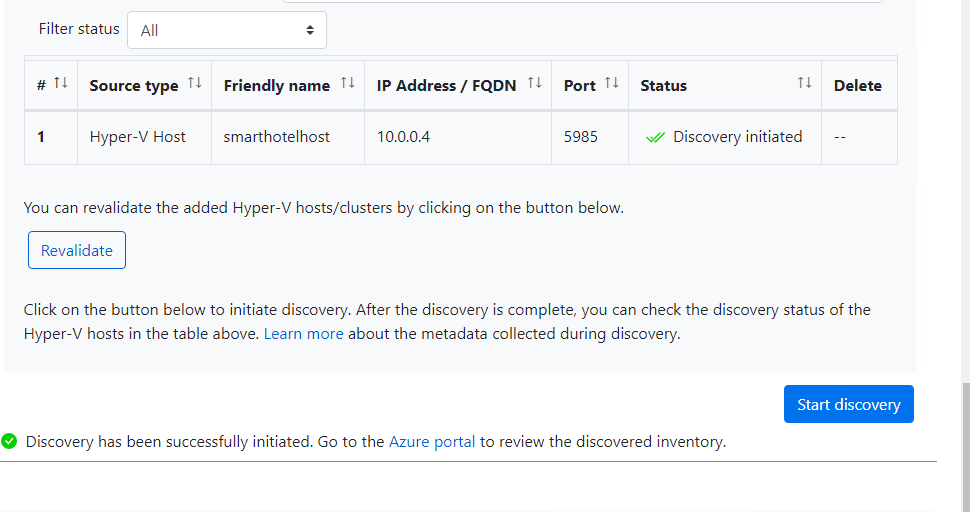 Filter status All
# Source type Friendly name IP Address / FQDN Port Status Delete
1 Hyper-V Host smarthotelhost 10.0.0.4 5985 Discovery initiated --
You can revalidate the added Hyper-V hosts/clusters by clicking on the button below.
Revalidate
Click on the button below to initiate discovery. After the discovery is complete, you can check the discovery status of the
Hyper-V hosts in the table above. Learn more about the metadata collected during discovery.
Start discovery
Discovery has been successfully initiated. Go to the Azure portal to review the discovered inventory.